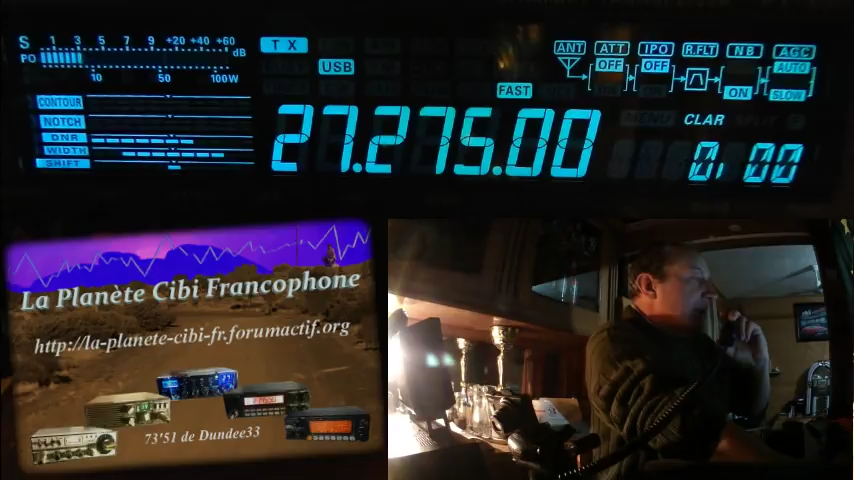 S 1 3 5 7 9 +20 +40 +60 dB
PO 10 50 100W
TX
USB
FAST
ANT ATT IPO R.FLT NB AGC
OFF OFF AUTO
ON SLOW
CONTOUR
NOTCH
DNR
WIDTH
SHIFT
27.275.00
CLAR
0.00
La Planète Cibi Francophone
http://la-planete-cibi-fr.forumactif.org
73'51 de Dundee33